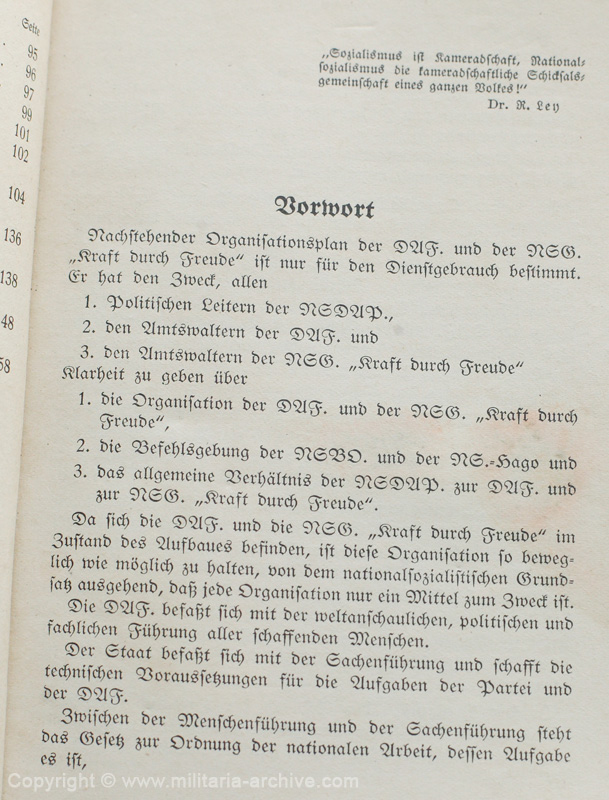 Seite
95
96
97
99
101
102
104
136
138
48
58
„Sozialismus ist Kameradschaft, National-
sozialismus die kameradschaftliche Schicksals-
gemeinschaft eines ganzen Volkes!“
Dr. R. Ley
Vorwort
Nachstehender Organisationsplan der DAF. und der NSG.
„Kraft durch Freude“ ist nur für den Dienstgebrauch bestimmt.
Er hat den Zweck, allen
1. Politischen Leitern der NSDAP.,
2. den Amtswaltern der DAF. und
3. den Amtswaltern der NSG. „Kraft durch Freude“
Klarheit zu geben über
1. die Organisation der DAF. und der NSG. „Kraft durch
Freude“,
2. die Befehlsgebung der NSBO. und der NS.-Hago und
3. das allgemeine Verhältnis der NSDAP. zur DAF. und
zur NSG. „Kraft durch Freude“.
Da sich die DAF. und die NSG. „Kraft durch Freude“ im
Zustand des Aufbaues befinden, ist diese Organisation so beweg-
lich wie möglich zu halten, von dem nationalsozialistischen Grund-
satz ausgehend, daß jede Organisation nur ein Mittel zum Zweck ist.
Die DAF. befaßt sich mit der weltanschaulichen, politischen und
fachlichen Führung aller schaffenden Menschen.
Der Staat befaßt sich mit der Sachenführung und schafft die
technischen Voraussetzungen für die Aufgaben der Partei und
der DAF.
Zwischen der Menschenführung und der Sachenführung steht
das Gesetz zur Ordnung der nationalen Arbeit, dessen Aufgabe
es ist,
Copyright © www.militaria-archive.com